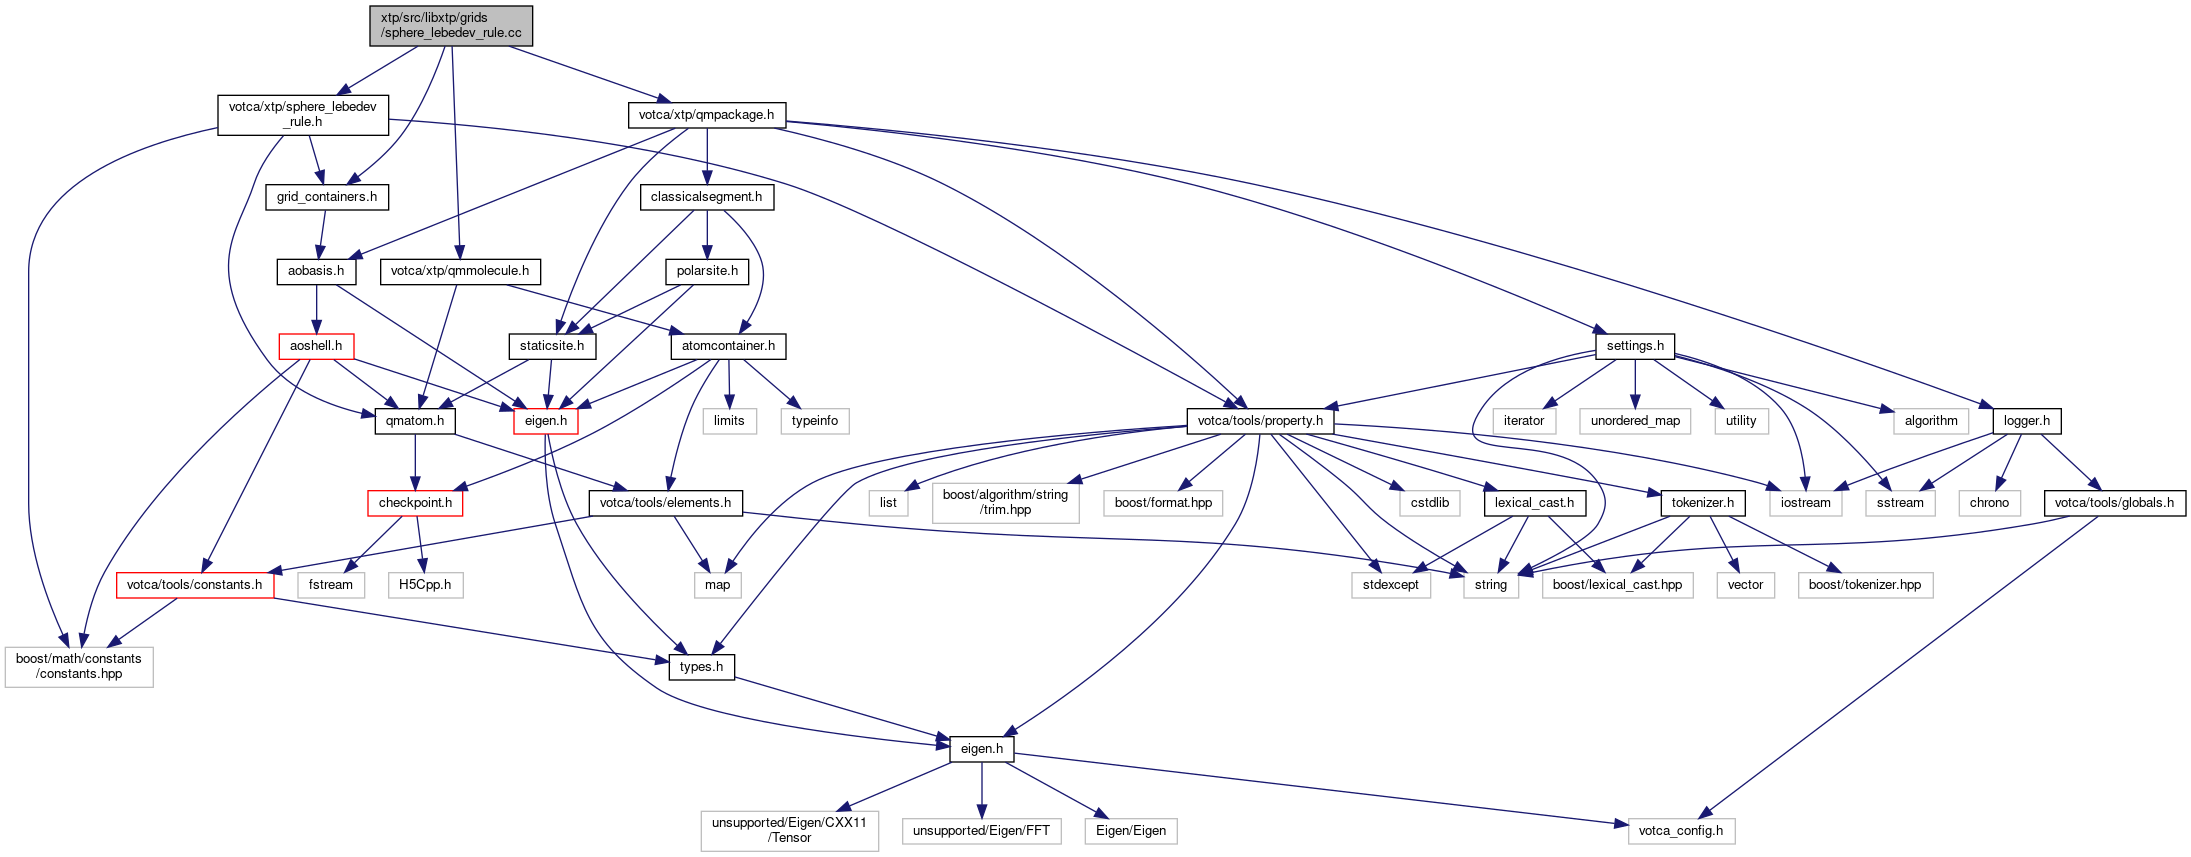 xtp/src/libxtp/grids
/sphere_lebedev_rule.cc
votca/xtp/sphere_lebedev
_rule.h
votca/xtp/qmpackage.h
grid_containers.h
classicalsegment.h
aobasis.h
votca/xtp/qmmolecule.h
polarsite.h
aoshell.h
staticsite.h
atomcontainer.h
settings.h
qmatom.h
eigen.h
limits
typeinfo
votca/tools/property.h
iterator
unordered_map
utility
algorithm
logger.h
checkpoint.h
votca/tools/elements.h
list
boost/algorithm/string
/trim.hpp
boost/format.hpp
cstdlib
lexical_cast.h
tokenizer.h
iostream
sstream
chrono
votca/tools/globals.h
votca/tools/constants.h
fstream
H5Cpp.h
map
stdexcept
string
boost/lexical_cast.hpp
vector
boost/tokenizer.hpp
boost/math/constants
/constants.hpp
types.h
eigen.h
unsupported/Eigen/CXX11
/Tensor
unsupported/Eigen/FFT
Eigen/Eigen
votca_config.h